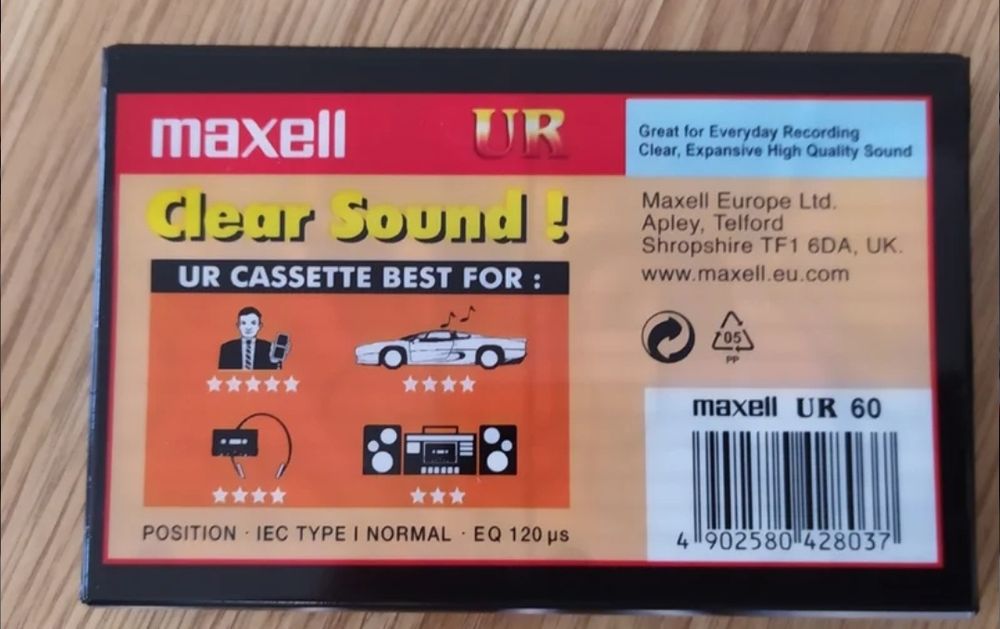 maxell UR
Great for Everyday Recording
Clear, Expansive High Quality Sound
Clear Sound !
UR CASSETTE BEST FOR :
POSITION · IEC TYPE I NORMAL · EQ 120 µs
Maxell Europe Ltd.
Apley, Telford
Shropshire TF1 6DA, UK.
www.maxell.eu.com
05
PP
maxell UR 60
4 902580 428037